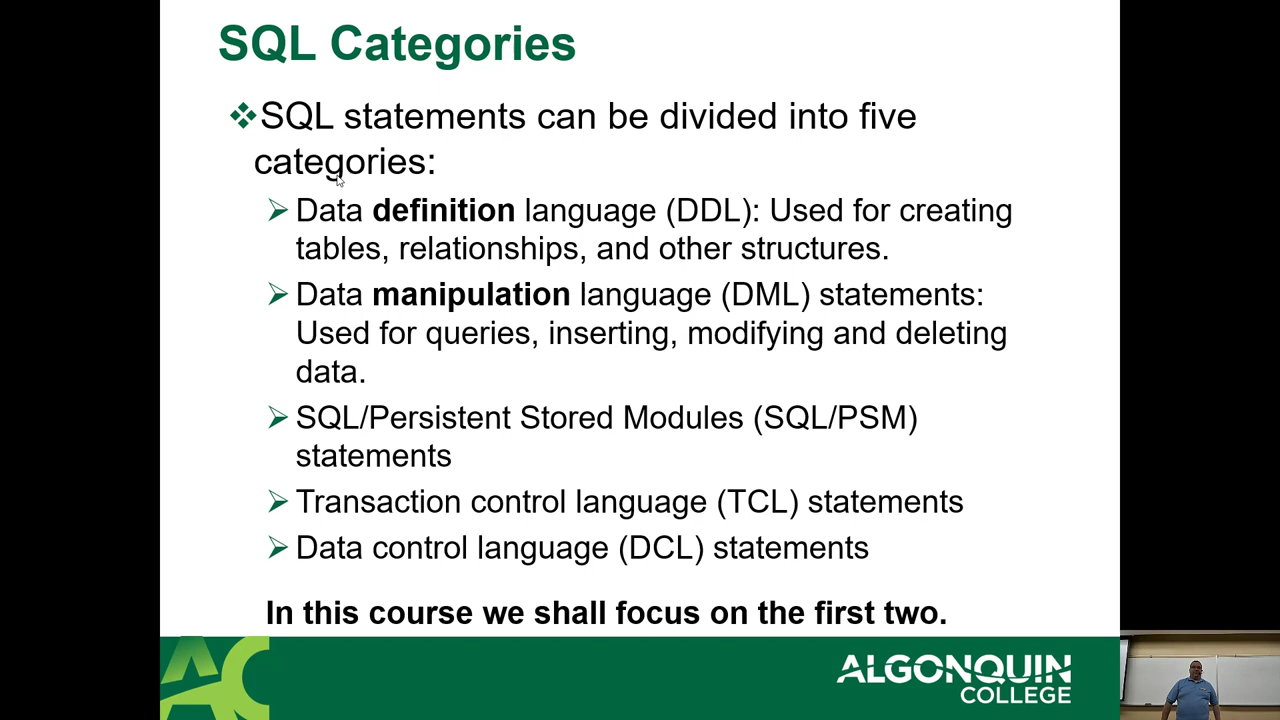 SQL Categories
SQL statements can be divided into five
categories:
Data definition language (DDL): Used for creating
tables, relationships, and other structures.
Data manipulation language (DML) statements:
Used for queries, inserting, modifying and deleting
data.
SQL/Persistent Stored Modules (SQL/PSM)
statements
Transaction control language (TCL) statements
Data control language (DCL) statements
In this course we shall focus on the first two.
AC
ALGONQUIN
COLLEGE